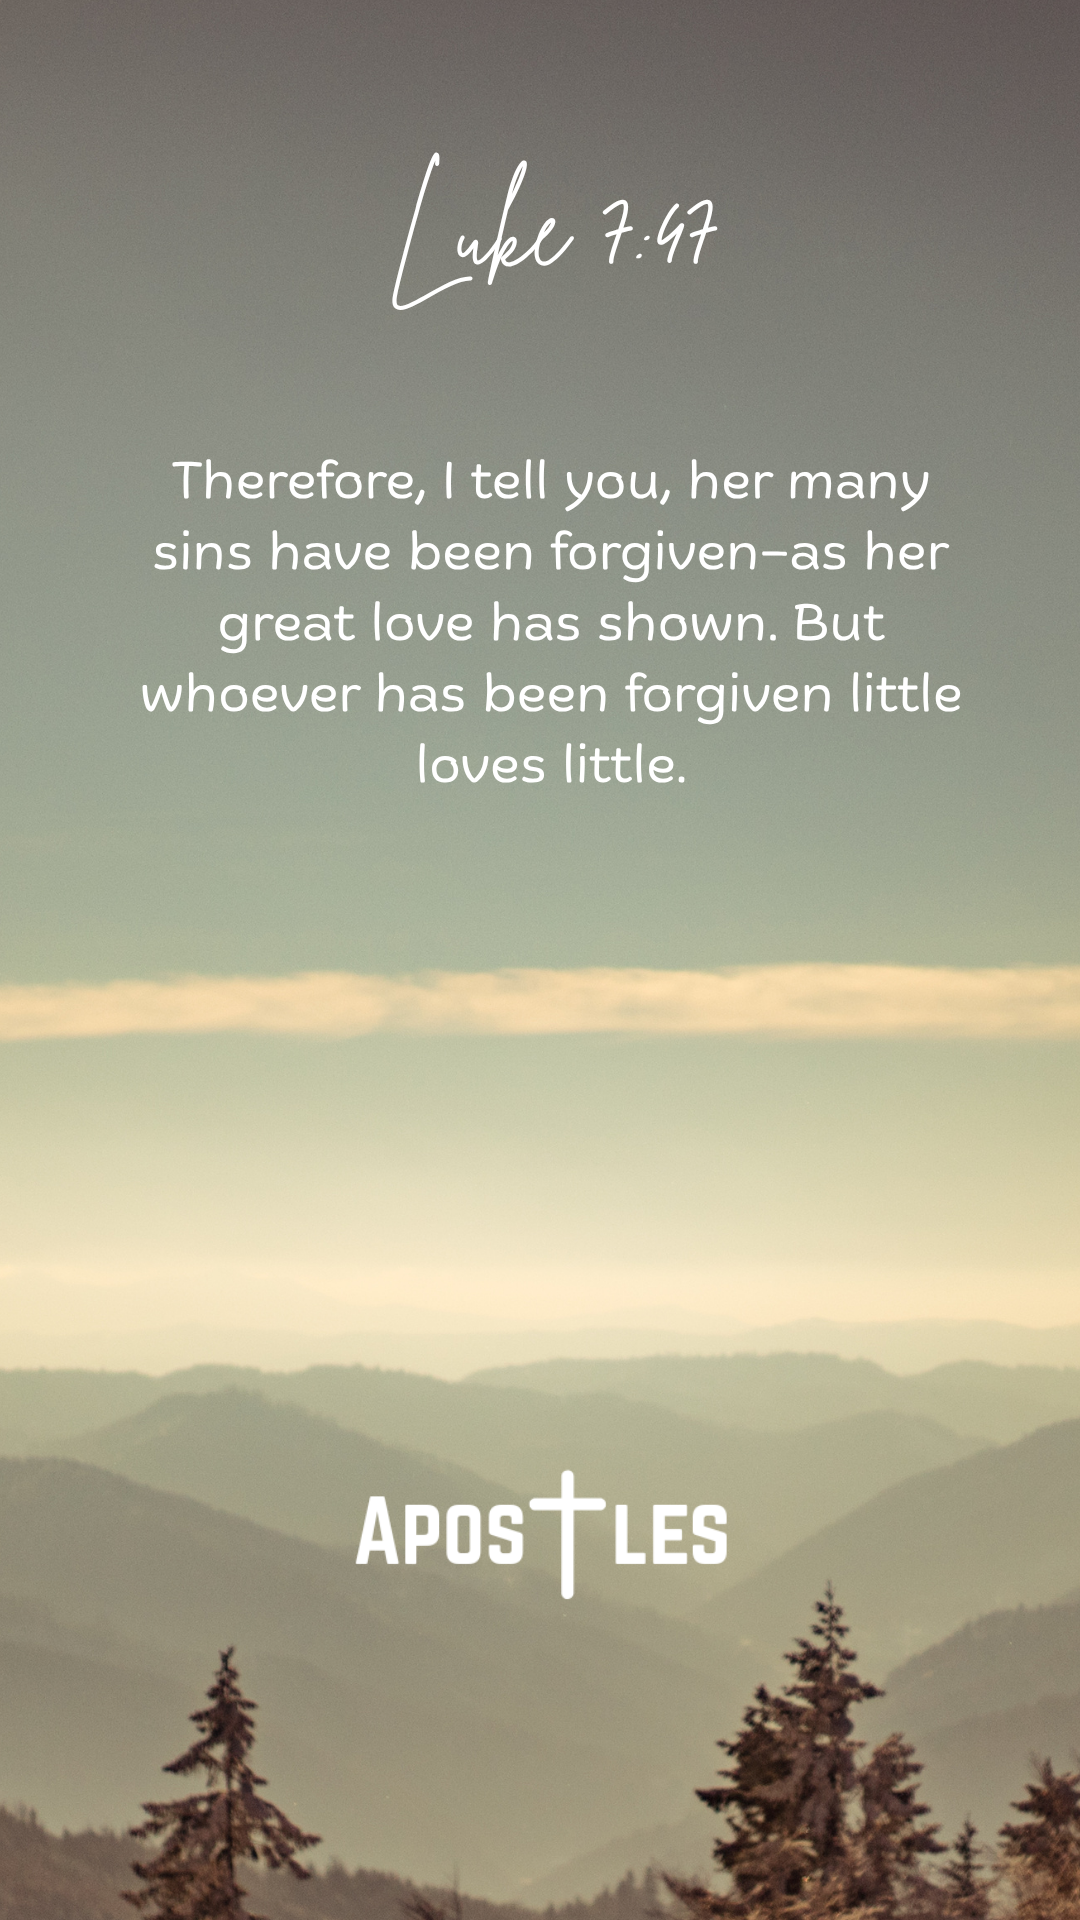 Luke 7:47
Therefore, I tell you, her many
sins have been forgiven–as her
great love has shown. But
whoever has been forgiven little
loves little.
APOSTLES